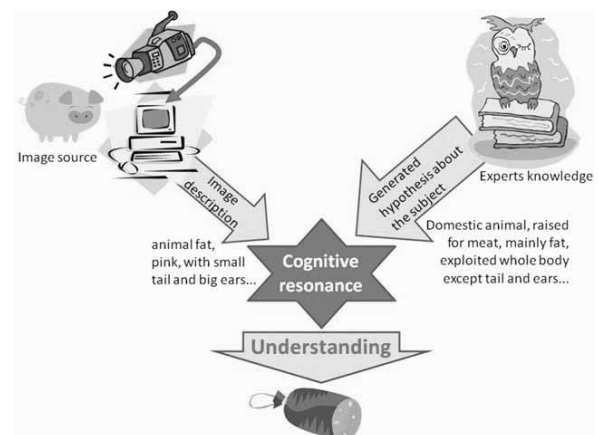 Image source
Image
description
Generated
hypothesis about
the subject
Experts knowledge
animal fat,
pink, with small
tail and big ears...
Domestic animal, raised
for meat, mainly fat,
exploited whole body
except tail and ears...
Cognitive
resonance
Understanding